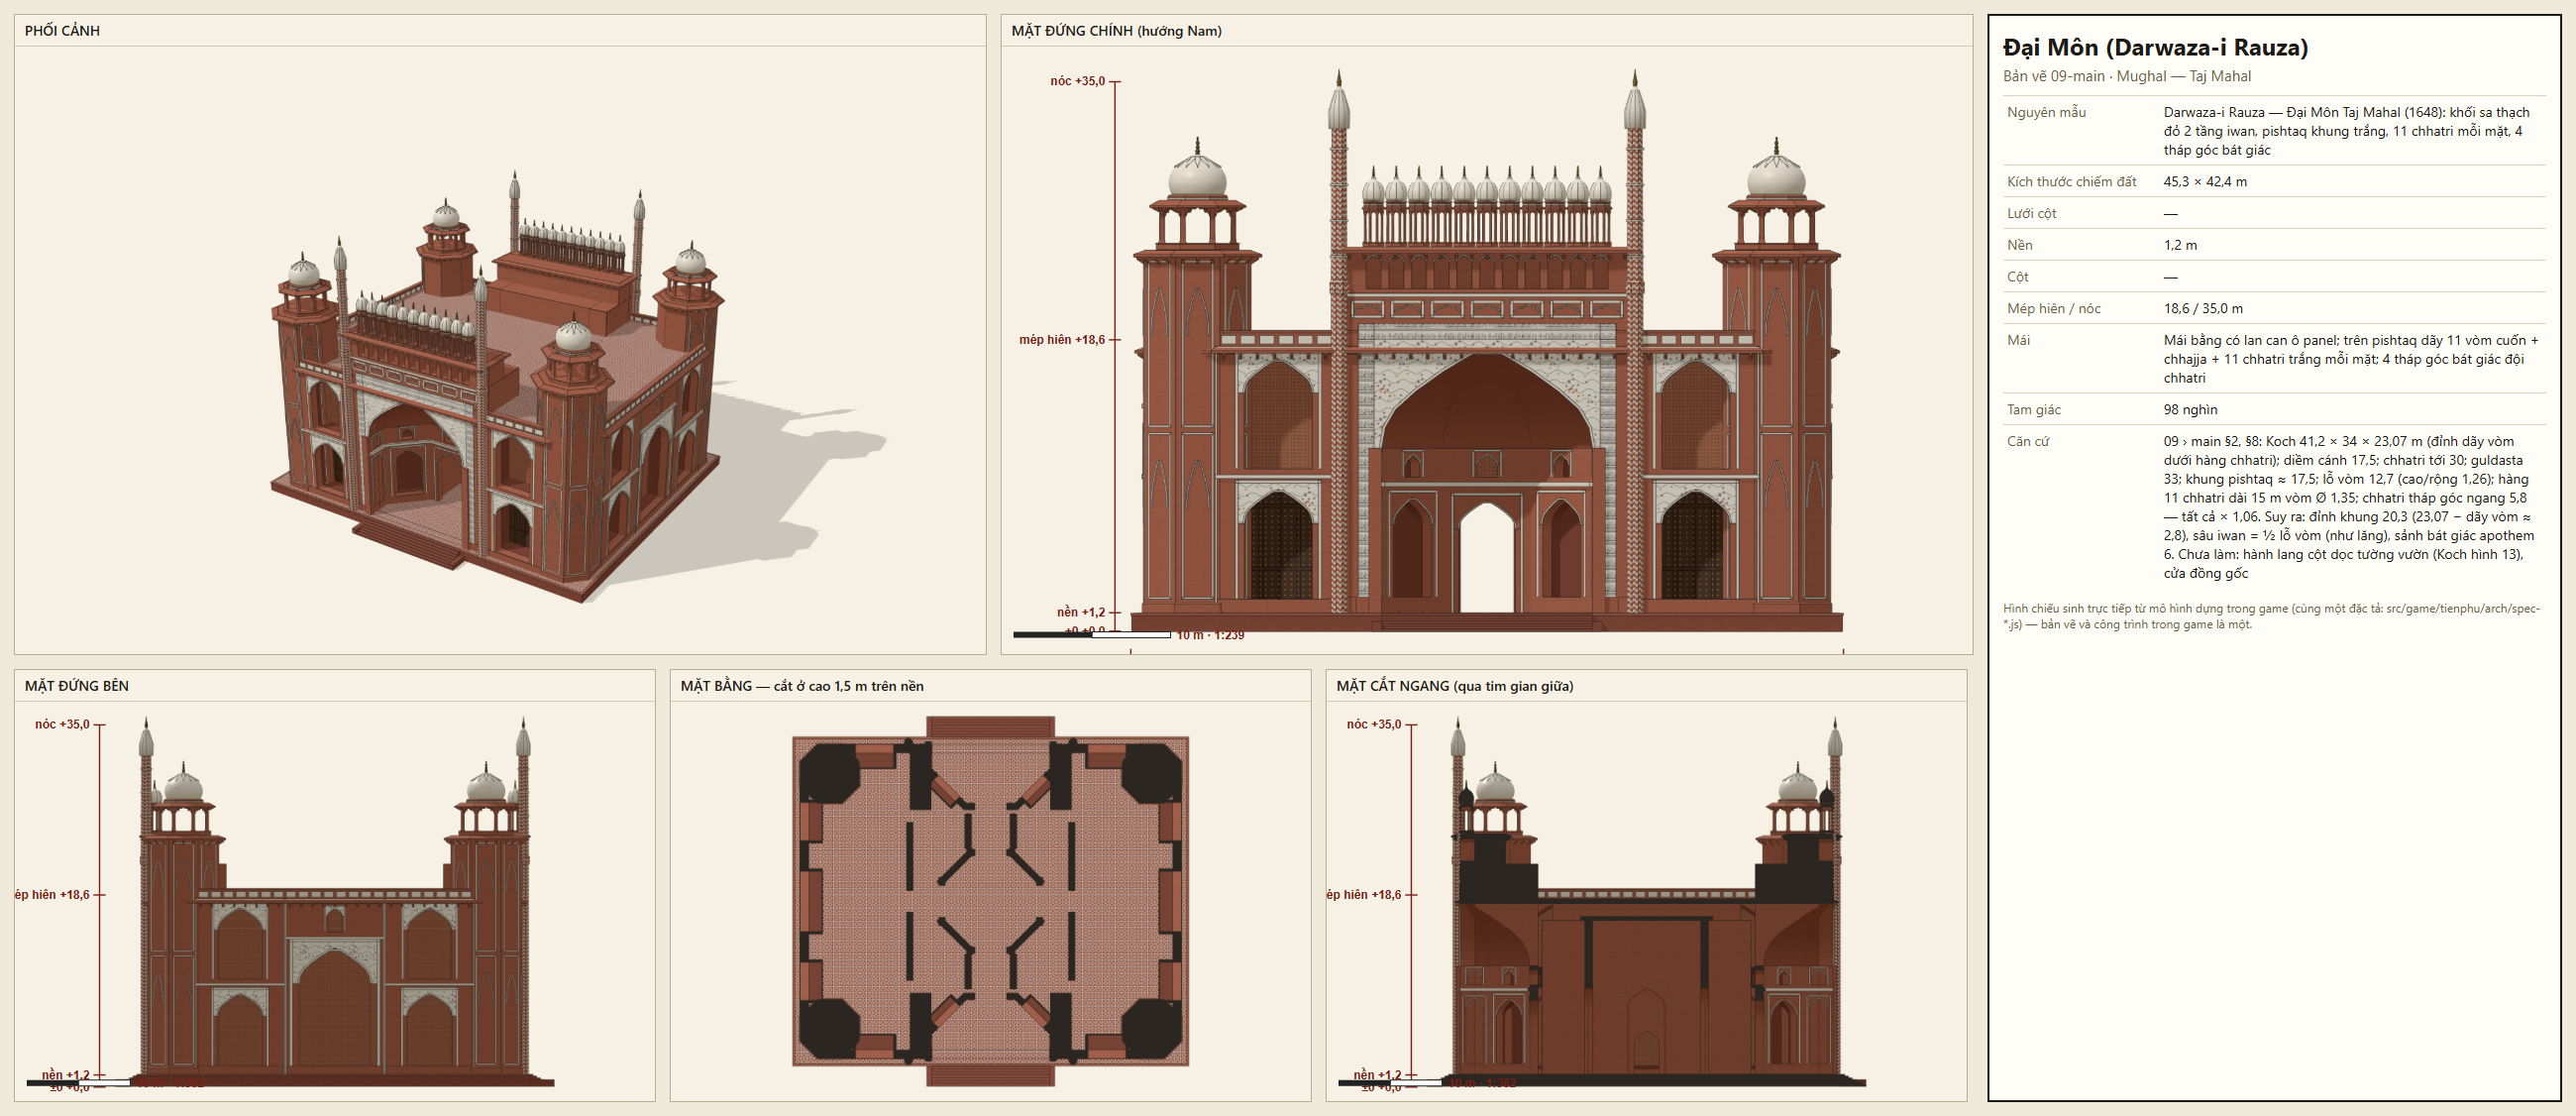 PHỐI CẢNH
MẶT ĐỨNG CHÍNH (hướng Nam)
nóc +35,0
mép hiên +18,6
nền +1,2
±0 +0,0
10 m · 1:239
MẶT ĐỨNG BÊN
nóc +35,0
ép hiên +18,6
nền +1,2
±0 +0,0
MẶT BẰNG — cắt ở cao 1,5 m trên nền
MẶT CẮT NGANG (qua tim gian giữa)
nóc +35,0
ép hiên +18,6
nền +1,2
±0 +0,0
10 m · 1:362
Đại Môn (Darwaza-i Rauza)
Bản vẽ 09-main · Mughal — Taj Mahal
Nguyên mẫu
Darwaza-i Rauza — Đại Môn Taj Mahal (1648): khối sa thạch
đỏ 2 tầng iwan, pishtaq khung trắng, 11 chhatri mỗi mặt, 4
tháp góc bát giác
Kích thước chiếm đất
45,3 × 42,4 m
Lưới cột
—
Nền
1,2 m
Cột
—
Mép hiên / nóc
18,6 / 35,0 m
Mái
Mái bằng có lan can ô panel; trên pishtaq dãy 11 vòm cuốn +
chhajja + 11 chhatri trắng mỗi mặt; 4 tháp góc bát giác đội
chhatri
Tam giác
98 nghìn
Căn cứ
09 › main §2, §8: Koch 41,2 × 34 × 23,07 m (đỉnh dãy vòm
dưới hàng chhatri); diềm cánh 17,5; chhatri tới 30; guldasta
33; khung pishtaq ≈ 17,5; lỗ vòm 12,7 (cao/rộng 1,26); hàng
11 chhatri dài 15 m vòm Ø 1,35; chhatri tháp góc ngang 5,8
— tất cả × 1,06. Suy ra: đỉnh khung 20,3 (23,07 − dãy vòm ≈
2,8), sâu iwan = ½ lỗ vòm (như lăng), sảnh bát giác apothem
6. Chưa làm: hành lang cột dọc tường vườn (Koch hình 13),
cửa đồng gốc
Hình chiếu sinh trực tiếp từ mô hình dựng trong game (cùng một đặc tả: src/game/tienphu/arch/spec-
*.js) — bản vẽ và công trình trong game là một.